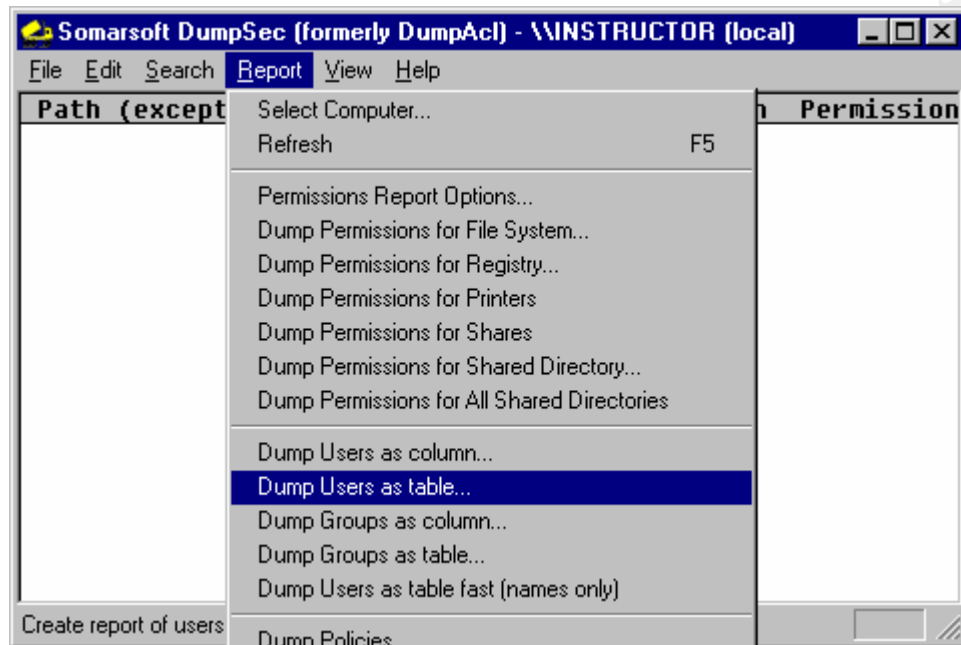 Somarsoft DumpSec (formerly DumpAcl) - \\INSTRUCTOR (local)
File Edit Search Report View Help
Path (except
Permission
Select Computer...
Refresh F5
Permissions Report Options...
Dump Permissions for File System...
Dump Permissions for Registry...
Dump Permissions for Printers
Dump Permissions for Shares
Dump Permissions for Shared Directory...
Dump Permissions for All Shared Directories
Dump Users as column...
Dump Users as table...
Dump Groups as column...
Dump Groups as table...
Dump Users as table fast (names only)
Dump Policies
Create report of users